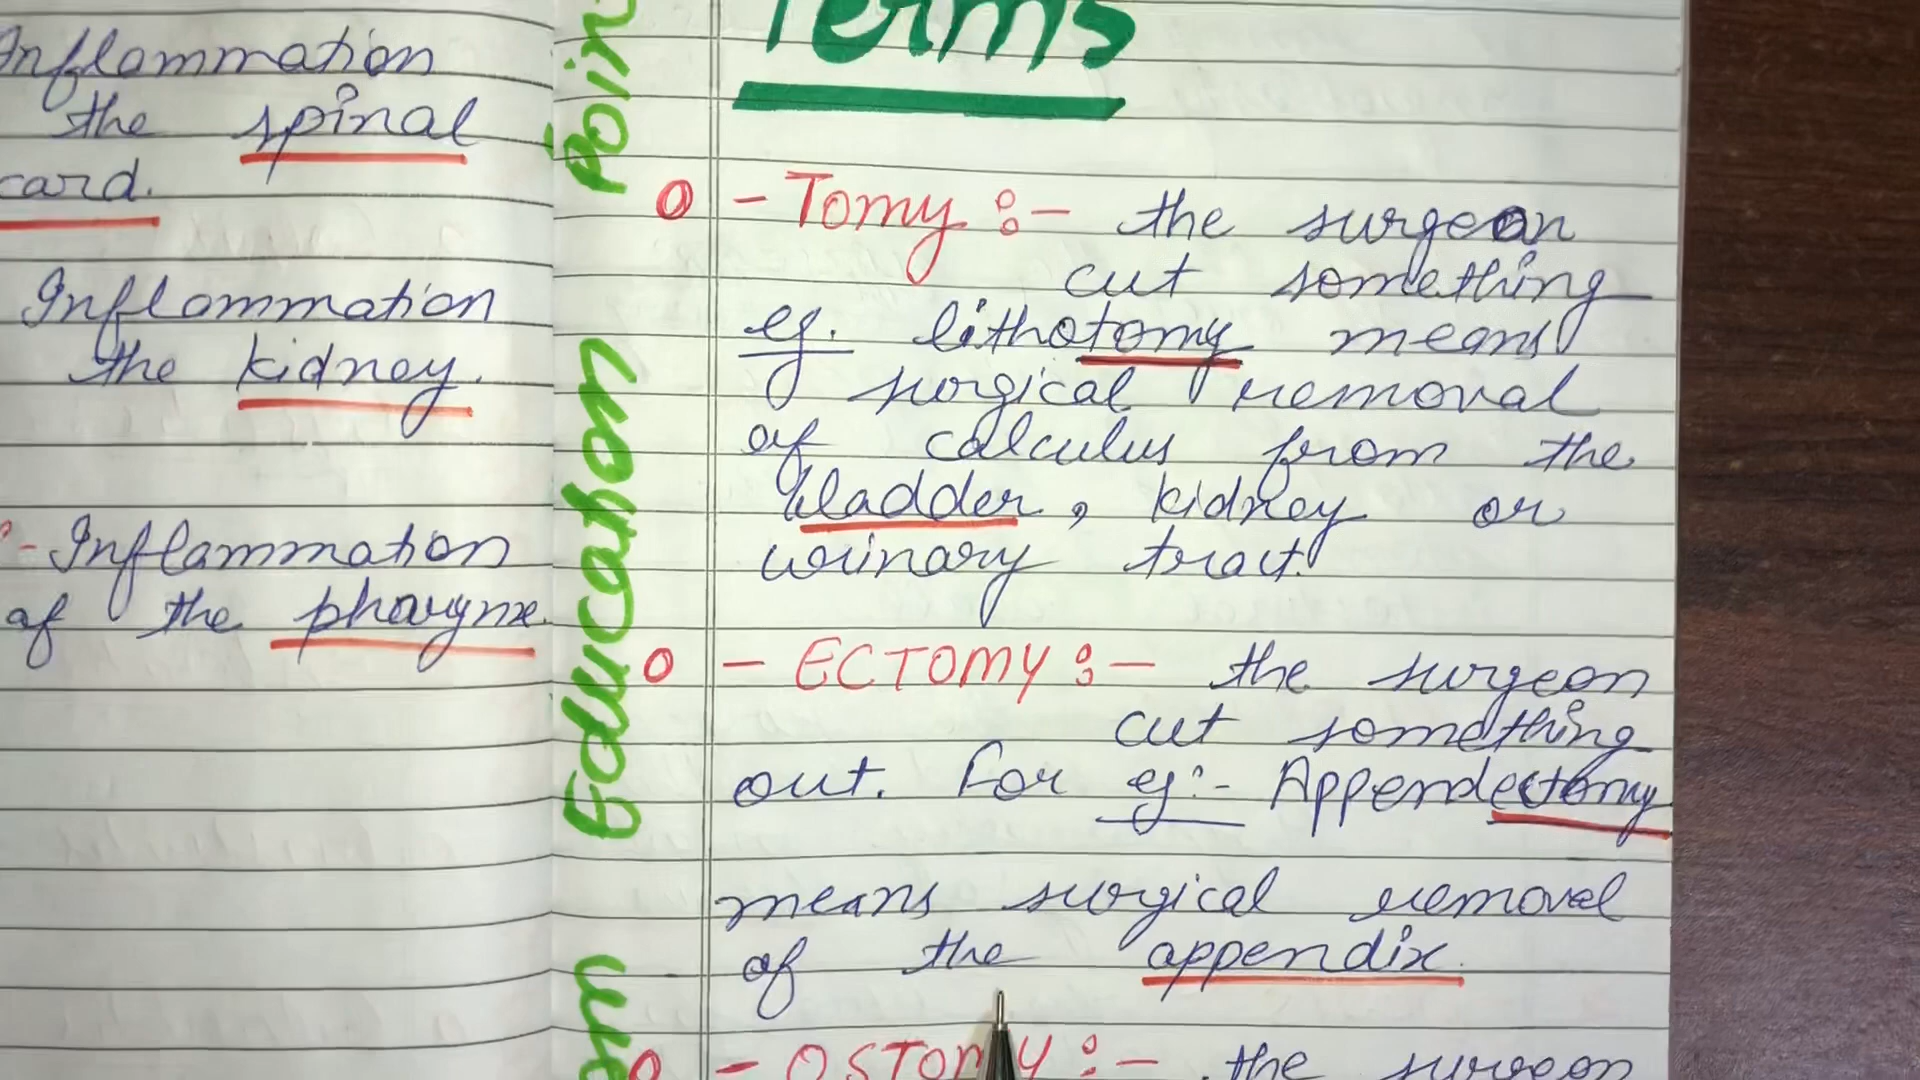 Inflammation
the spinal
card.
Inflammation
the kidney.
:- Inflammation
of the pharynx.
Education Point
Terms
- Tomy :- the surgeon
cut something
eg. lithotomy means
surgical removal
of calculus from the
bladder, kidney or
urinary tract.
- ECTOMY :- the surgeon
cut something
out. For eg:- Appendectomy
means surgical removal
of the appendix.
- OSTOMY :- the surgeon